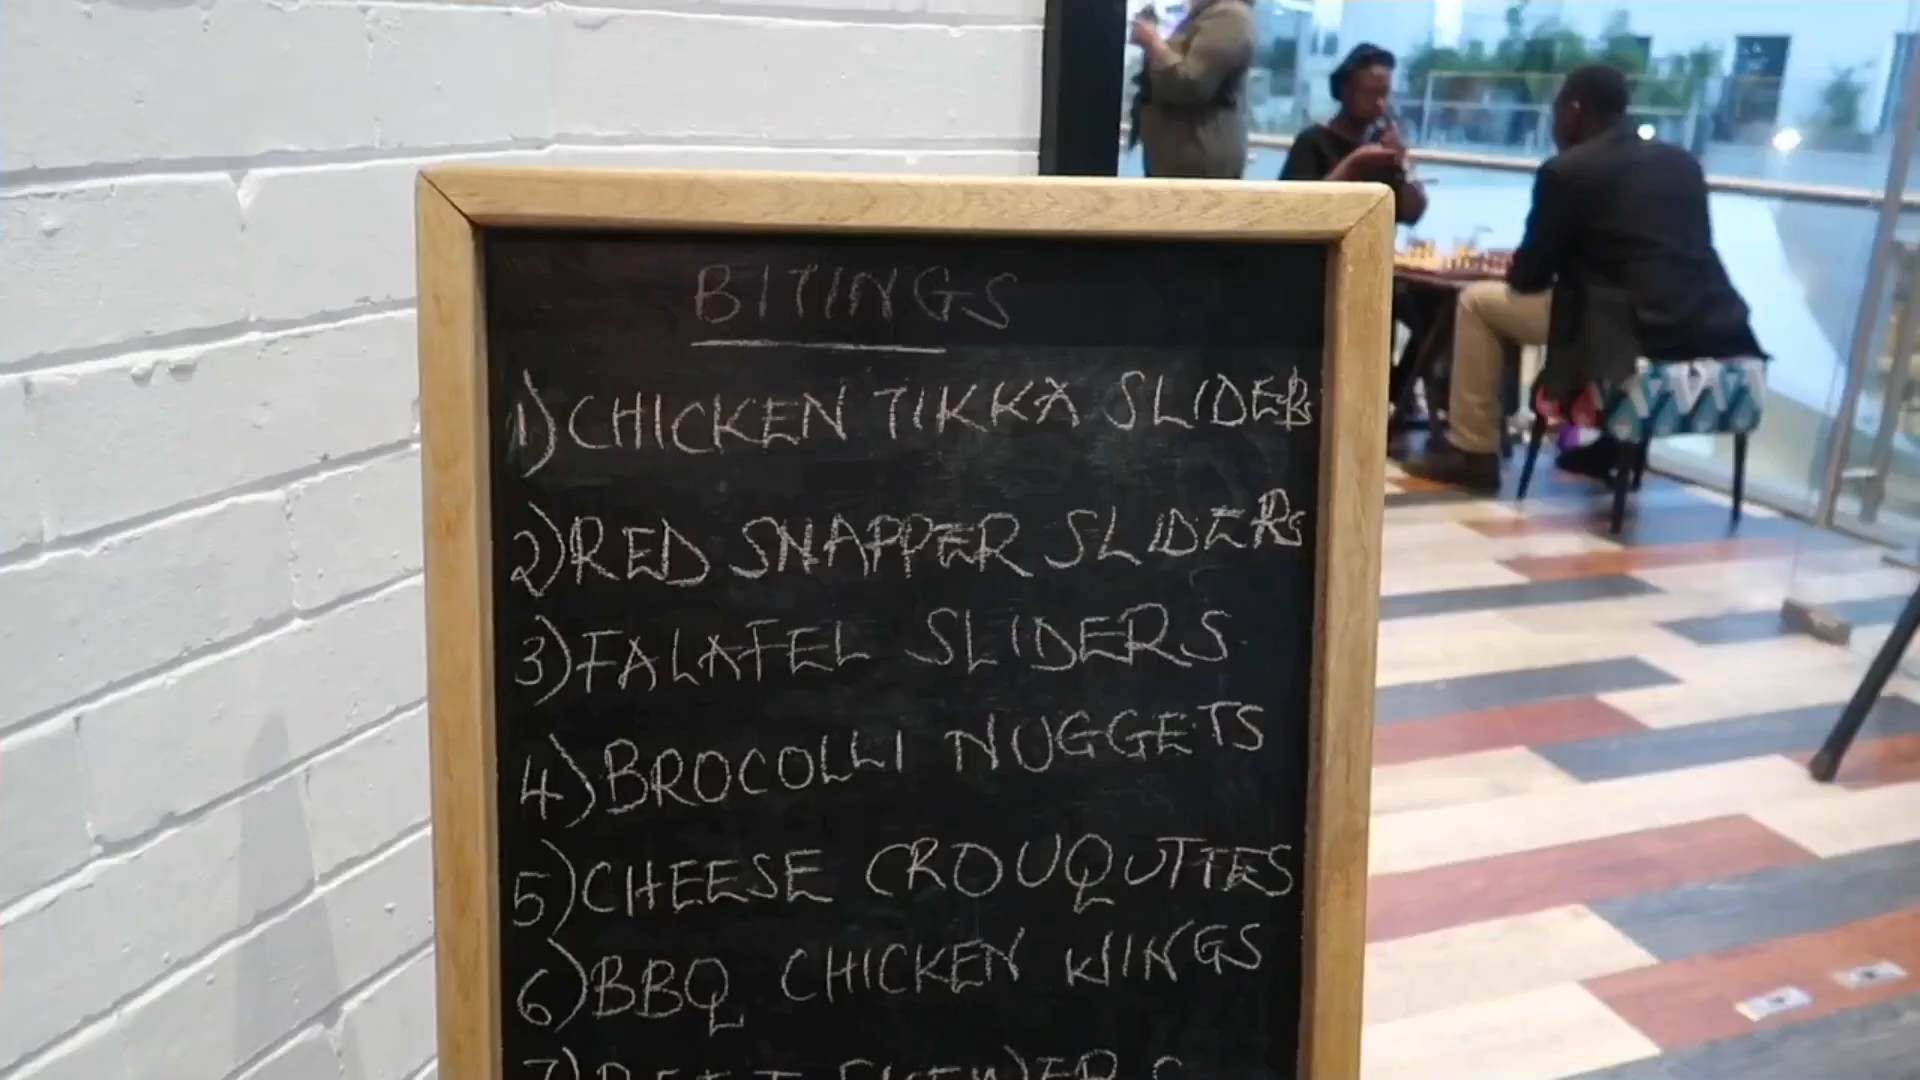 BITINGS
1) CHICKEN TIKKA SLIDERS
2) RED SNAPPER SLIDERS
3) FALAFEL SLIDERS
4) BROCOLLI NUGGETS
5) CHEESE CROUQUTTES
6) BBQ CHICKEN WINGS
7)